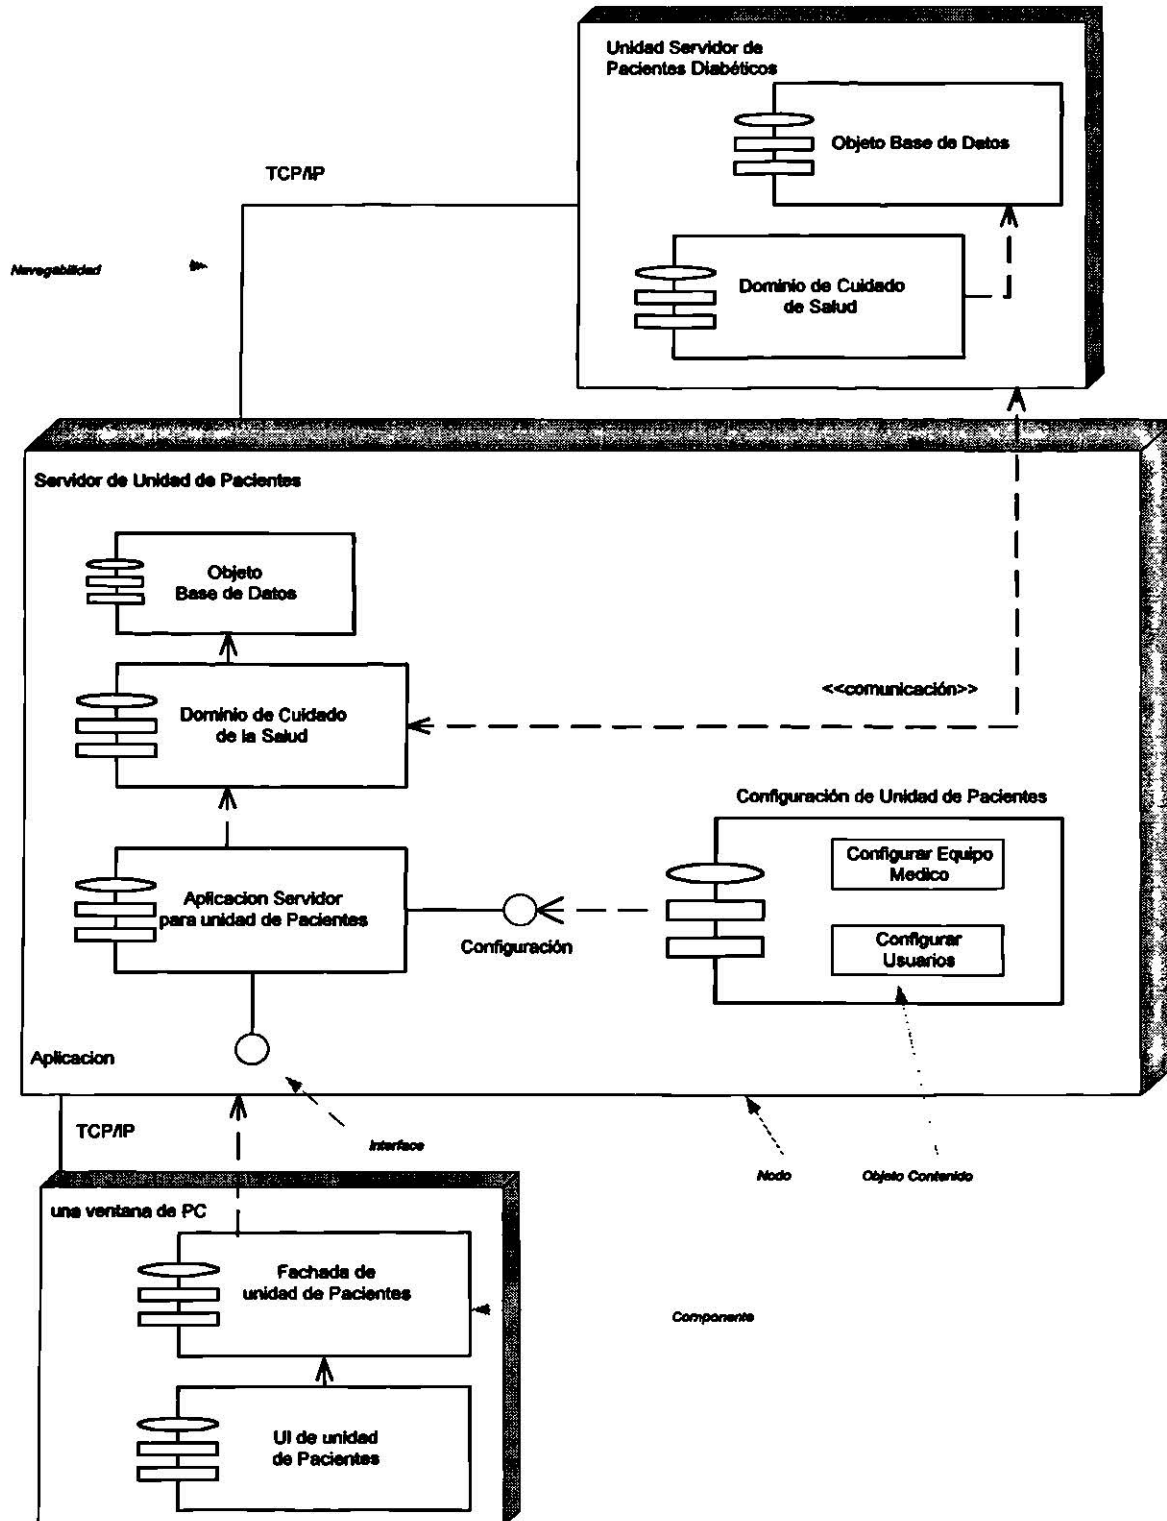 Unidad Servidor de
Pacientes Diabéticos
Objeto Base de Datos
TCP/IP
Navegabilidad
Dominio de Cuidado
de Salud
Servidor de Unidad de Pacientes
Objeto
Base de Datos
<<comunicación>>
Dominio de Cuidado
de la Salud
Configuración de Unidad de Pacientes
Configurar Equipo
Medico
Aplicacion Servidor
para unidad de Pacientes
Configuración
Configurar
Usuarios
Aplicacion
TCP/IP
Interface
Nodo
Objeto Contenido
una ventana de PC
Fachada de
unidad de Pacientes
Componente
UI de unidad
de Pacientes